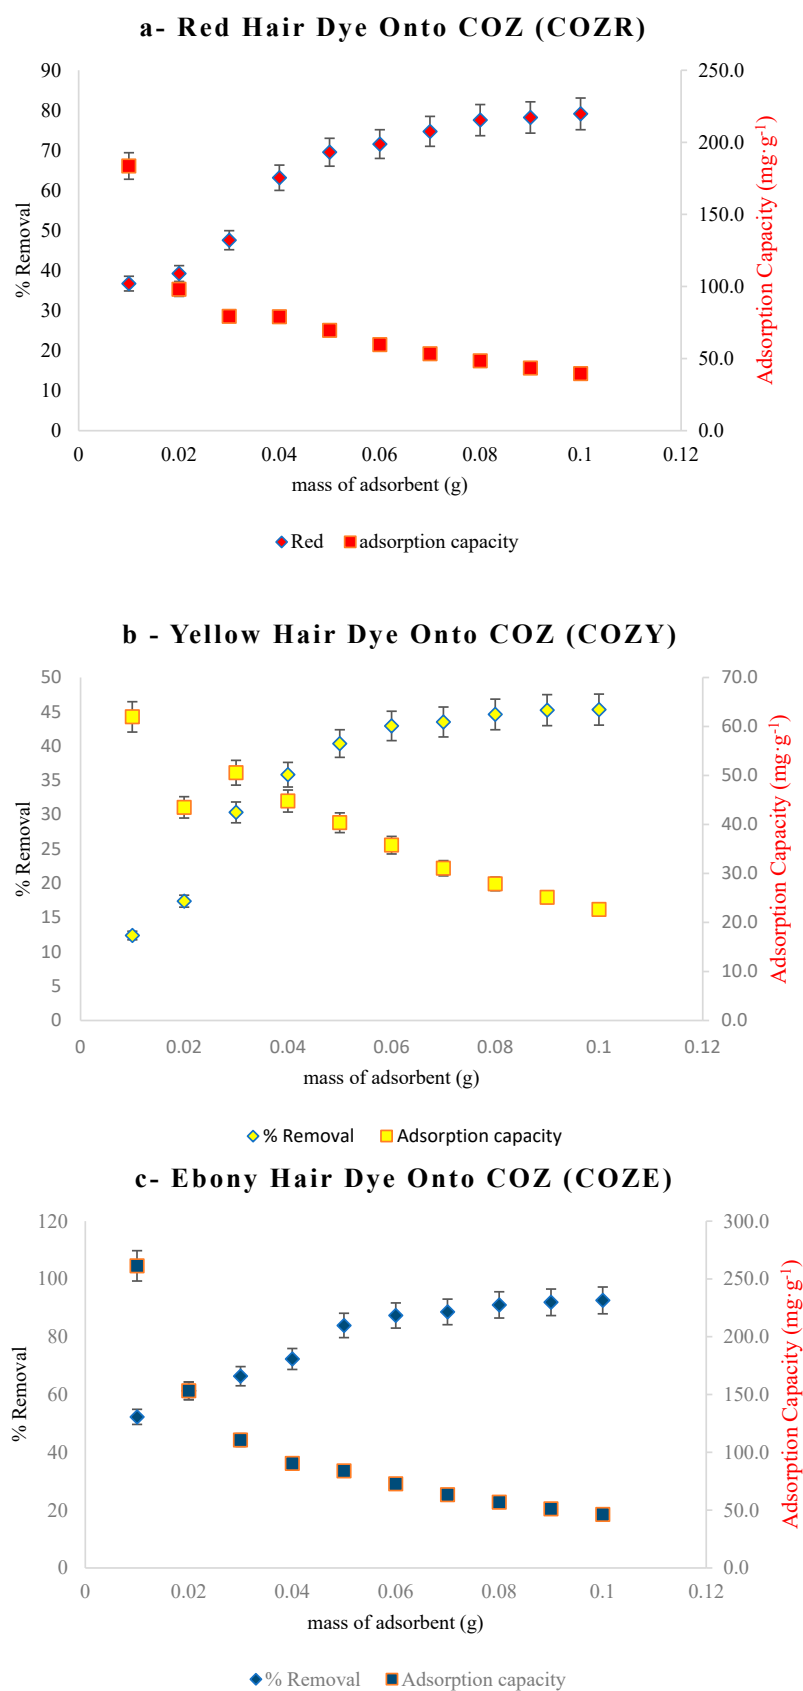 a- Red Hair Dye Onto COZ (COZR)
90
80
70
60
50
40
30
20
10
0
% Removal
250.0
200.0
150.0
100.0
50.0
0.0
Adsorption Capacity (mg·g-1)
0 0.02 0.04 0.06 0.08 0.1 0.12
mass of adsorbent (g)
Red adsorption capacity
b - Yellow Hair Dye Onto COZ (COZY)
50
45
40
35
30
25
20
15
10
5
0
% Removal
70.0
60.0
50.0
40.0
30.0
20.0
10.0
0.0
Adsorption Capacity (mg·g-1)
0 0.02 0.04 0.06 0.08 0.1 0.12
mass of adsorbent (g)
% Removal Adsorption capacity
c- Ebony Hair Dye Onto COZ (COZE)
120
100
80
60
40
20
0
% Removal
300.0
250.0
200.0
150.0
100.0
50.0
0.0
Adsorption Capacity (mg·g-1)
0 0.02 0.04 0.06 0.08 0.1 0.12
mass of adsorbent (g)
% Removal Adsorption capacity